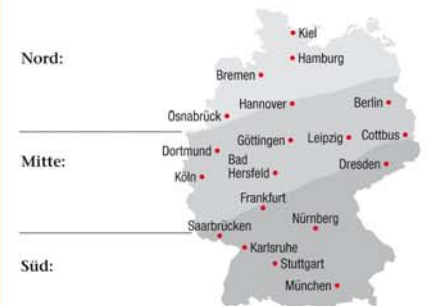 Nord:
Kiel
Hamburg
Bremen
Hannover
Berlin
Osnabrück
Göttingen
Leipzig
Cottbus
Mitte:
Dortmund
Bad
Hersfeld
Dresden
Köln
Frankfurt
Saarbrücken
Nürnberg
Karlsruhe
Süd:
Stuttgart
München